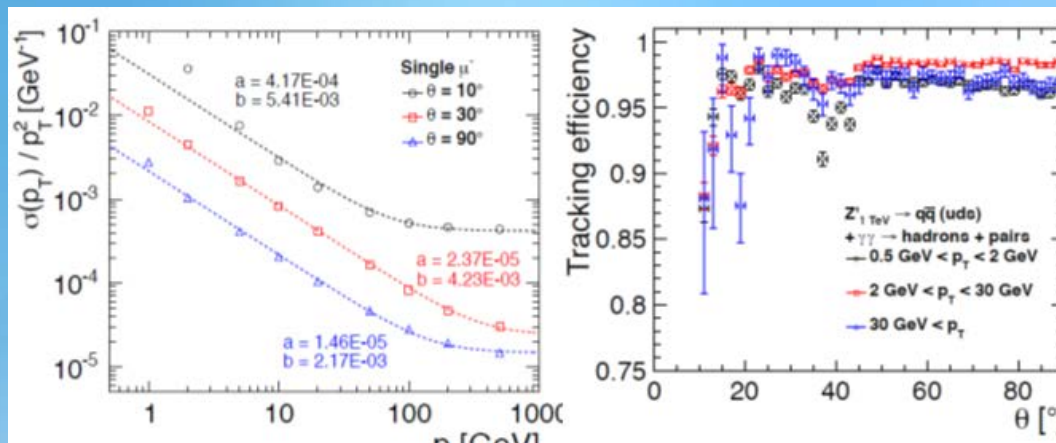 σ(p_T) / p_T^2 [GeV^-1]
10^-1
10^-2
10^-3
10^-4
10^-5
a = 4.17E-04
b = 5.41E-03
Single μ^-
θ = 10°
θ = 30°
θ = 90°
a = 2.37E-05
b = 4.23E-03
a = 1.46E-05
b = 2.17E-03
1 10 100 1000
p [GeV]
Tracking efficiency
1
0.95
0.9
0.85
0.8
0.75
Z'_1 TeV → qq̅ (uds)
+ γγ → hadrons + pairs
0.5 GeV < p_T < 2 GeV
2 GeV < p_T < 30 GeV
30 GeV < p_T
0 20 40 60 80
θ [°